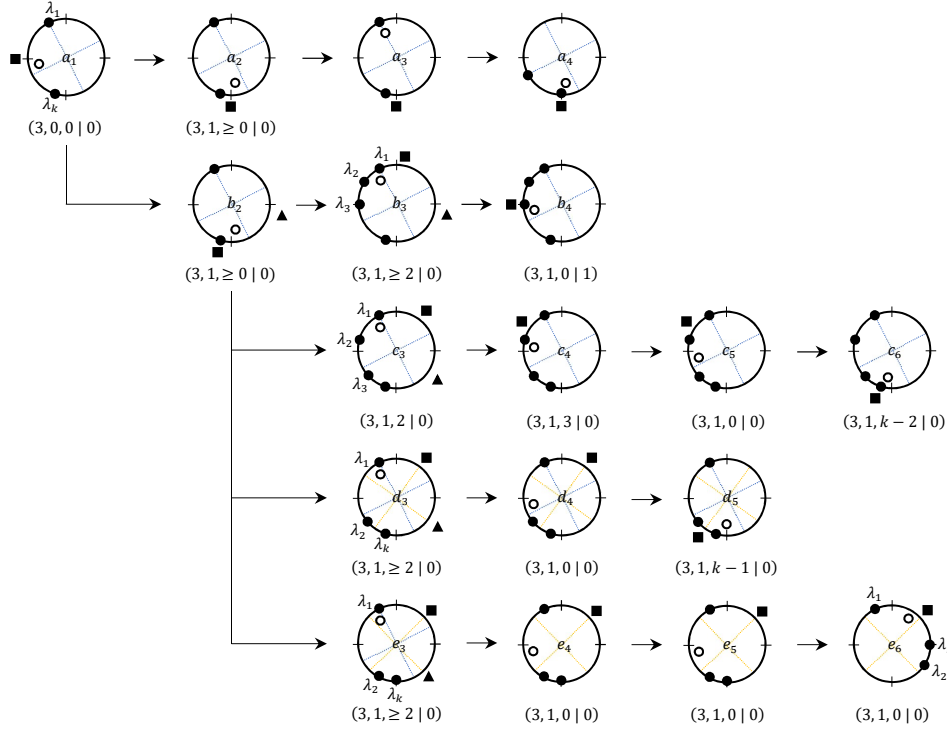 λ₁
a₁ a₂ a₃ a₄
λₖ
(3, 0, 0 | 0) (3, 1, ≥ 0 | 0)
λ₁
λ₂
λ₃
b₂ b₃ b₄
(3, 1, ≥ 0 | 0) (3, 1, ≥ 2 | 0) (3, 1, 0 | 1)
λ₁
λ₂
c₃ c₄ c₅ c₆
λ₃
(3, 1, 2 | 0) (3, 1, 3 | 0) (3, 1, 0 | 0) (3, 1, k − 2 | 0)
λ₁
d₃ d₄ d₅
λ₂
λₖ
(3, 1, ≥ 2 | 0) (3, 1, 0 | 0) (3, 1, k − 1 | 0)
λ₁ λ₁
e₃ e₄ e₅ e₆ λ
λ₂ λ₂
λₖ
(3, 1, ≥ 2 | 0) (3, 1, 0 | 0) (3, 1, 0 | 0) (3, 1, 0 | 0)